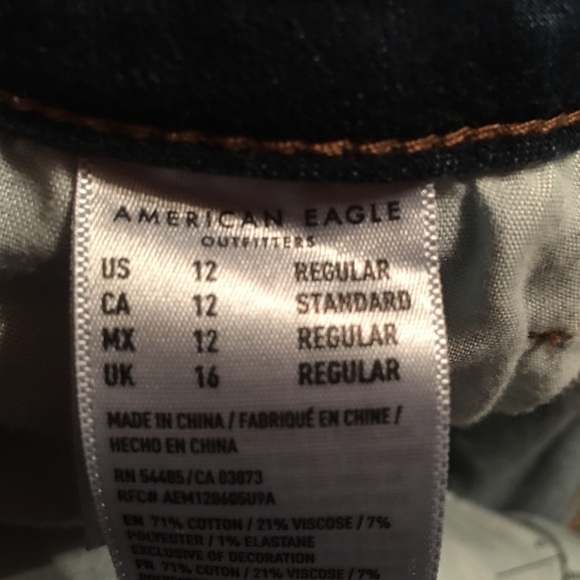 AMERICAN EAGLE
OUTFITTERS
US 12 REGULAR
CA 12 STANDARD
MX 12 REGULAR
UK 16 REGULAR
MADE IN CHINA / FABRIQUÉ EN CHINE /
HECHO EN CHINA
RN 54485/CA 03873
RFC# AEM120605U9A
EN 71% COTTON / 21% VISCOSE / 7%
POLYESTER / 1% ELASTANE
EXCLUSIVE OF DECORATION
FR 71% COTON / 21% VISCOSE / 7%